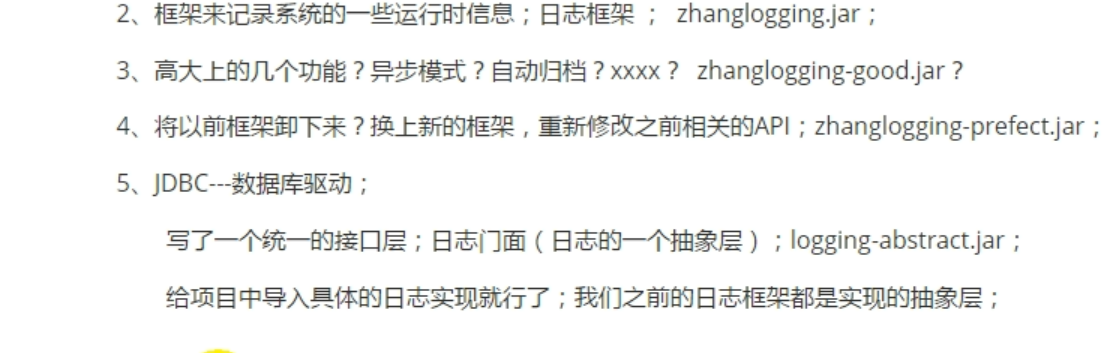 2、框架来记录系统的一些运行时信息；日志框架 ； zhanglogging.jar；
3、高大上的几个功能？异步模式？自动归档？xxxx？ zhanglogging-good.jar？
4、将以前框架卸下来？换上新的框架，重新修改之前相关的API；zhanglogging-prefect.jar；
5、JDBC---数据库驱动；
写了一个统一的接口层；日志门面（日志的一个抽象层）；logging-abstract.jar；
给项目中导入具体的日志实现就行了；我们之前的日志框架都是实现的抽象层；